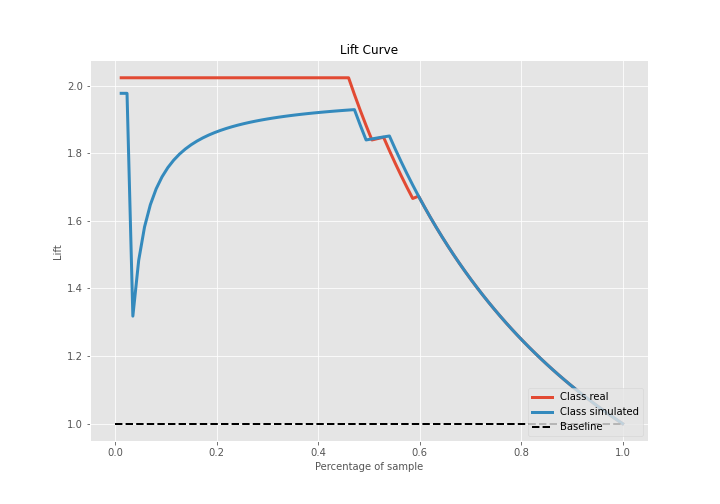 Lift Curve
Lift
2.0
1.8
1.6
1.4
1.2
1.0
0.0
0.2
0.4
0.6
0.8
1.0
Percentage of sample
Class real
Class simulated
Baseline